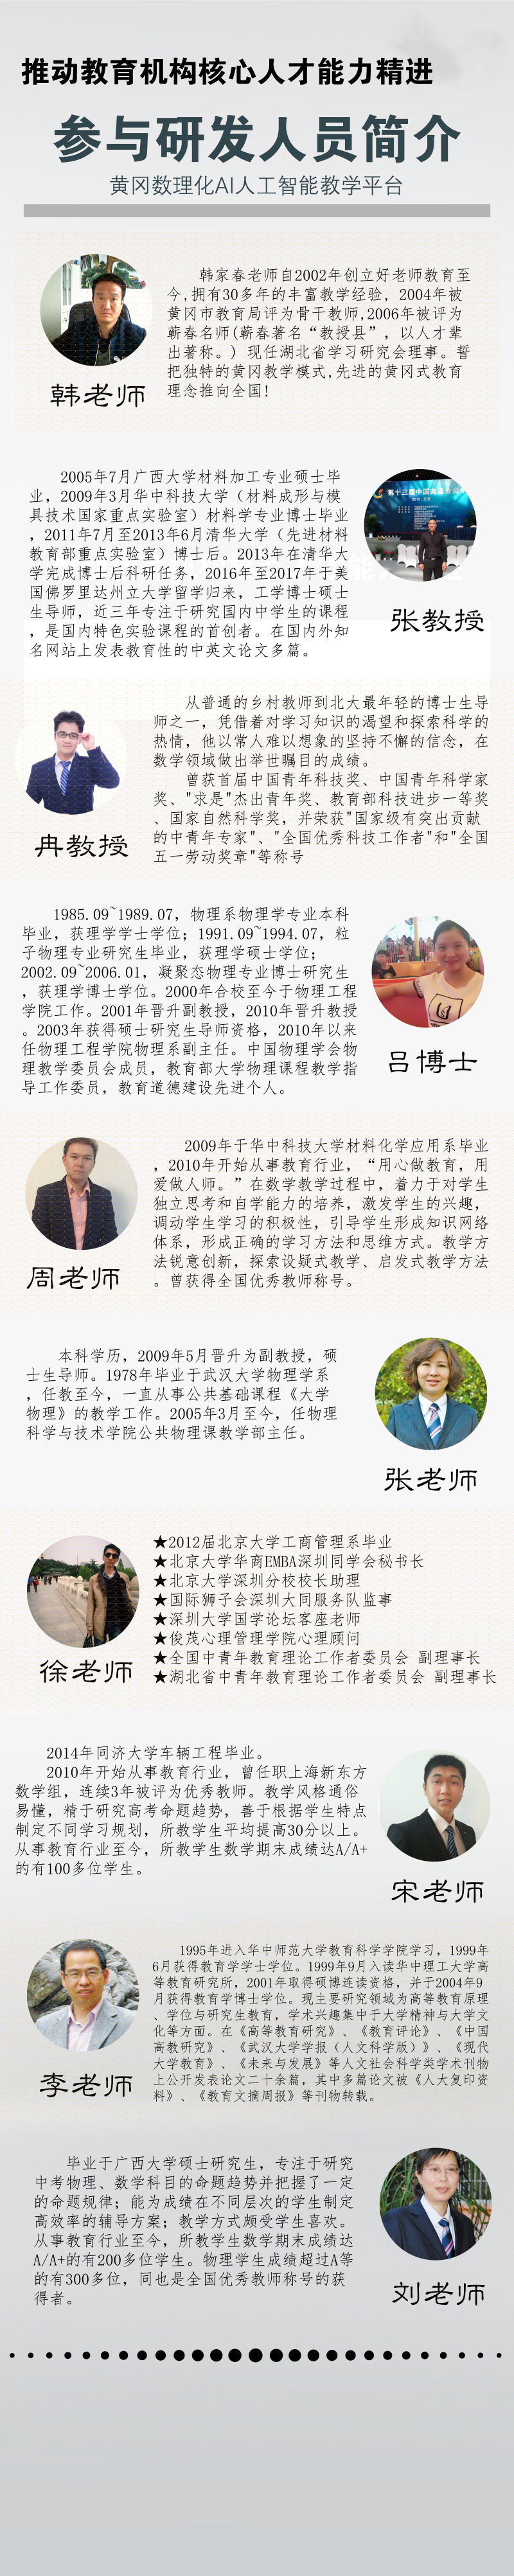 推动教育机构核心人才能力精进
参与研发人员简介
黄冈数理化AI人工智能教学平台
韩家春老师自2002年创立好老师教育至
今,拥有30多年的丰富教学经验, 2004年被
黄冈市教育局评为骨干教师,2006年被评为
蕲春名师(蕲春著名“教授县”, 以人才辈
出著称。) 现任湖北省学习研究会理事。誓
把独特的黄冈教学模式,先进的黄冈式教育
理念推向全国!
韩老师
2005年7月广西大学材料加工专业硕士毕
业, 2009年3月华中科技大学（材料成形与模
具技术国家重点实验室）材料学专业博士毕业
, 2011年7月至2013年6月清华大学（先进材料
教育部重点实验室）博士后。2013年在清华大
学完成博士后科研任务, 2016年至2017年于美
国佛罗里达州立大学留学归来, 工学博士硕士
生导师, 近三年专注于研究国内中学生的课程
, 是国内特色实验课程的首创者。在国内外知
名网站上发表教育性的中英文论文多篇。
张教授
从普通的乡村教师到北大最年轻的博士生导
师之一, 凭借着对学习知识的渴望和探索科学的
热情, 他以常人难以想象的坚持不懈的信念, 在
数学领域做出举世瞩目的成绩。
曾获首届中国青年科技奖、中国青年科学家
奖、"求是"杰出青年奖、教育部科技进步一等奖
、国家自然科学奖, 并荣获"国家级有突出贡献
的中青年专家"、"全国优秀科技工作者"和"全国
五一劳动奖章"等称号
冉教授
1985.09~1989.07, 物理系物理学专业本科
毕业, 获理学学士学位; 1991.09~1994.07, 粒
子物理专业研究生毕业, 获理学硕士学位;
2002.09~2006.01, 凝聚态物理专业博士研究生
, 获理学博士学位。2000年合校至今于物理工程
学院工作。2001年晋升副教授, 2010年晋升教授
。2003年获得硕士研究生导师资格, 2010年以来
任物理工程学院物理系副主任。中国物理学会物
理教学委员会成员, 教育部大学物理课程教学指
导工作委员, 教育道德建设先进个人。
吕博士
2009年于华中科技大学材料化学应用系毕业
, 2010年开始从事教育行业, “用心做教育, 用
爱做人师。”在数学教学过程中, 着力于对学生
独立思考和自学能力的培养, 激发学生的兴趣,
调动学生学习的积极性, 引导学生形成知识网络
体系, 形成正确的学习方法和思维方式。教学方
法锐意创新, 探索设疑式教学、启发式教学方法
。曾获得全国优秀教师称号。
周老师
本科学历, 2009年5月晋升为副教授, 硕
士生导师。1978年毕业于武汉大学物理学系
, 任教至今, 一直从事公共基础课程《大学
物理》的教学工作。2005年3月至今, 任物理
科学与技术学院公共物理课教学部主任。
张老师
★2012届北京大学工商管理系毕业
★北京大学华商EMBA深圳同学会秘书长
★北京大学深圳分校校长助理
★国际狮子会深圳大同服务队监事
★深圳大学国学论坛客座老师
★俊茂心理管理学院心理顾问
★全国中青年教育理论工作者委员会 副理事长
★湖北省中青年教育理论工作者委员会 副理事长
徐老师
2014年同济大学车辆工程毕业。
2010年开始从事教育行业, 曾任职上海新东方
数学组, 连续3年被评为优秀教师。教学风格通俗
易懂, 精于研究高考命题趋势, 善于根据学生特点
制定不同学习规划, 所教学生平均提高30分以上。
从事教育行业至今, 所教学生数学期末成绩达A/A+
的有100多位学生。
宋老师
1995年进入华中师范大学教育科学学院学习, 1999年
6月获得教育学学士学位。1999年9月入读华中理工大学高
等教育研究所, 2001年取得硕博连读资格, 并于2004年9
月获得教育学博士学位。现主要研究领域为高等教育原理
、学位与研究生教育, 学术兴趣集中于大学精神与大学文
化等方面。在《高等教育研究》、《教育评论》、《中国
高教研究》、《武汉大学学报（人文科学版）》、《现代
大学教育》、《未来与发展》等人文社会科学类学术刊物
上公开发表论文二十余篇, 其中多篇论文被《人大复印资
料》、《教育文摘周报》等刊物转载。
李老师
毕业于广西大学硕士研究生, 专注于研究
中考物理、数学科目的命题趋势并把握了一定
的命题规律; 能为成绩在不同层次的学生制定
高效率的辅导方案; 教学方式颇受学生喜欢。
从事教育行业至今, 所教学生数学期末成绩达
A/A+的有200多位学生。物理学生成绩超过A等
的有300多位, 同也是全国优秀教师称号的获
得者。
刘老师